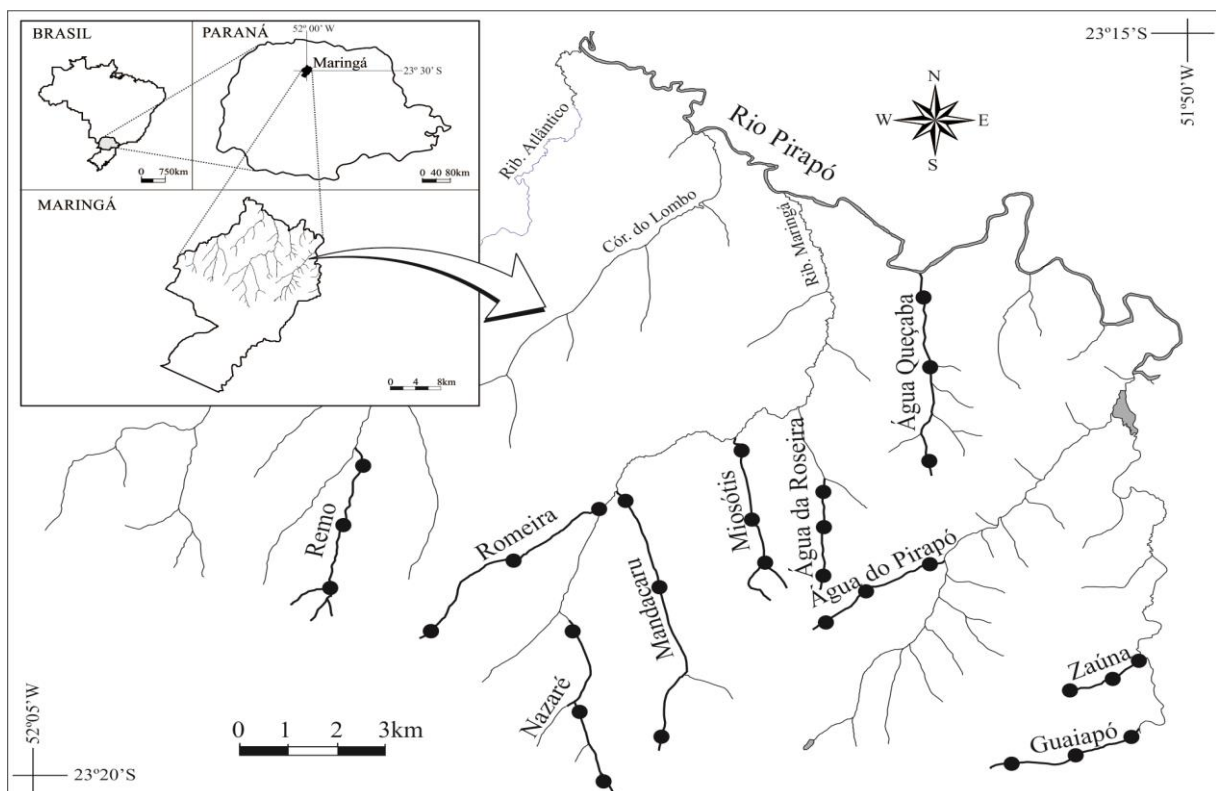 BRASIL
0 750km
PARANÁ
52º 00' W
Maringá
23º 30' S
0 40 80km
MARINGÁ
0 4 8km
23º15'S
51º50'W
N
W E
S
Rio Pirapó
Rib. Atlântico
Cór. do Lombo
Rib. Maringá
Água Queçaba
Remo
Romeira
Mandacaru
Miosótis
Água da Roseira
Água do Pirapó
Nazaré
Zaúna
Guaiapó
0 1 2 3km
52º05'W
23º20'S